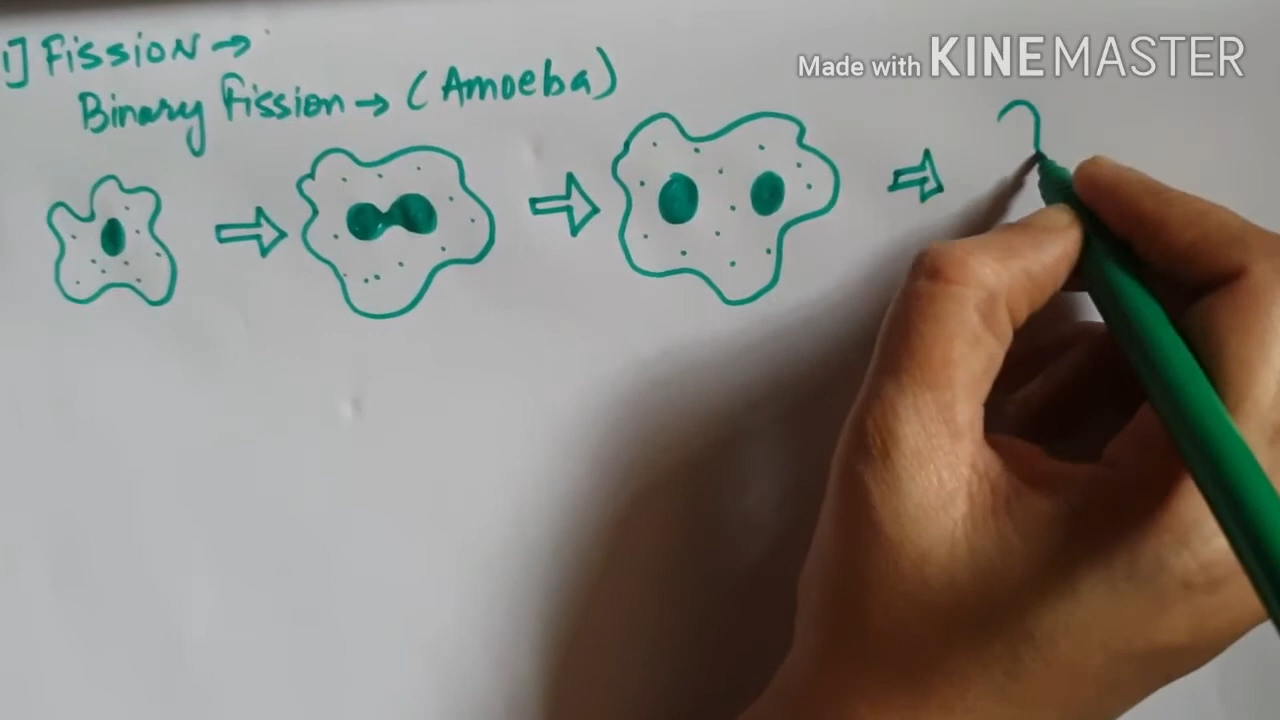 1] Fission →
Binary Fission → (Amoeba)
Made with KINEMASTER